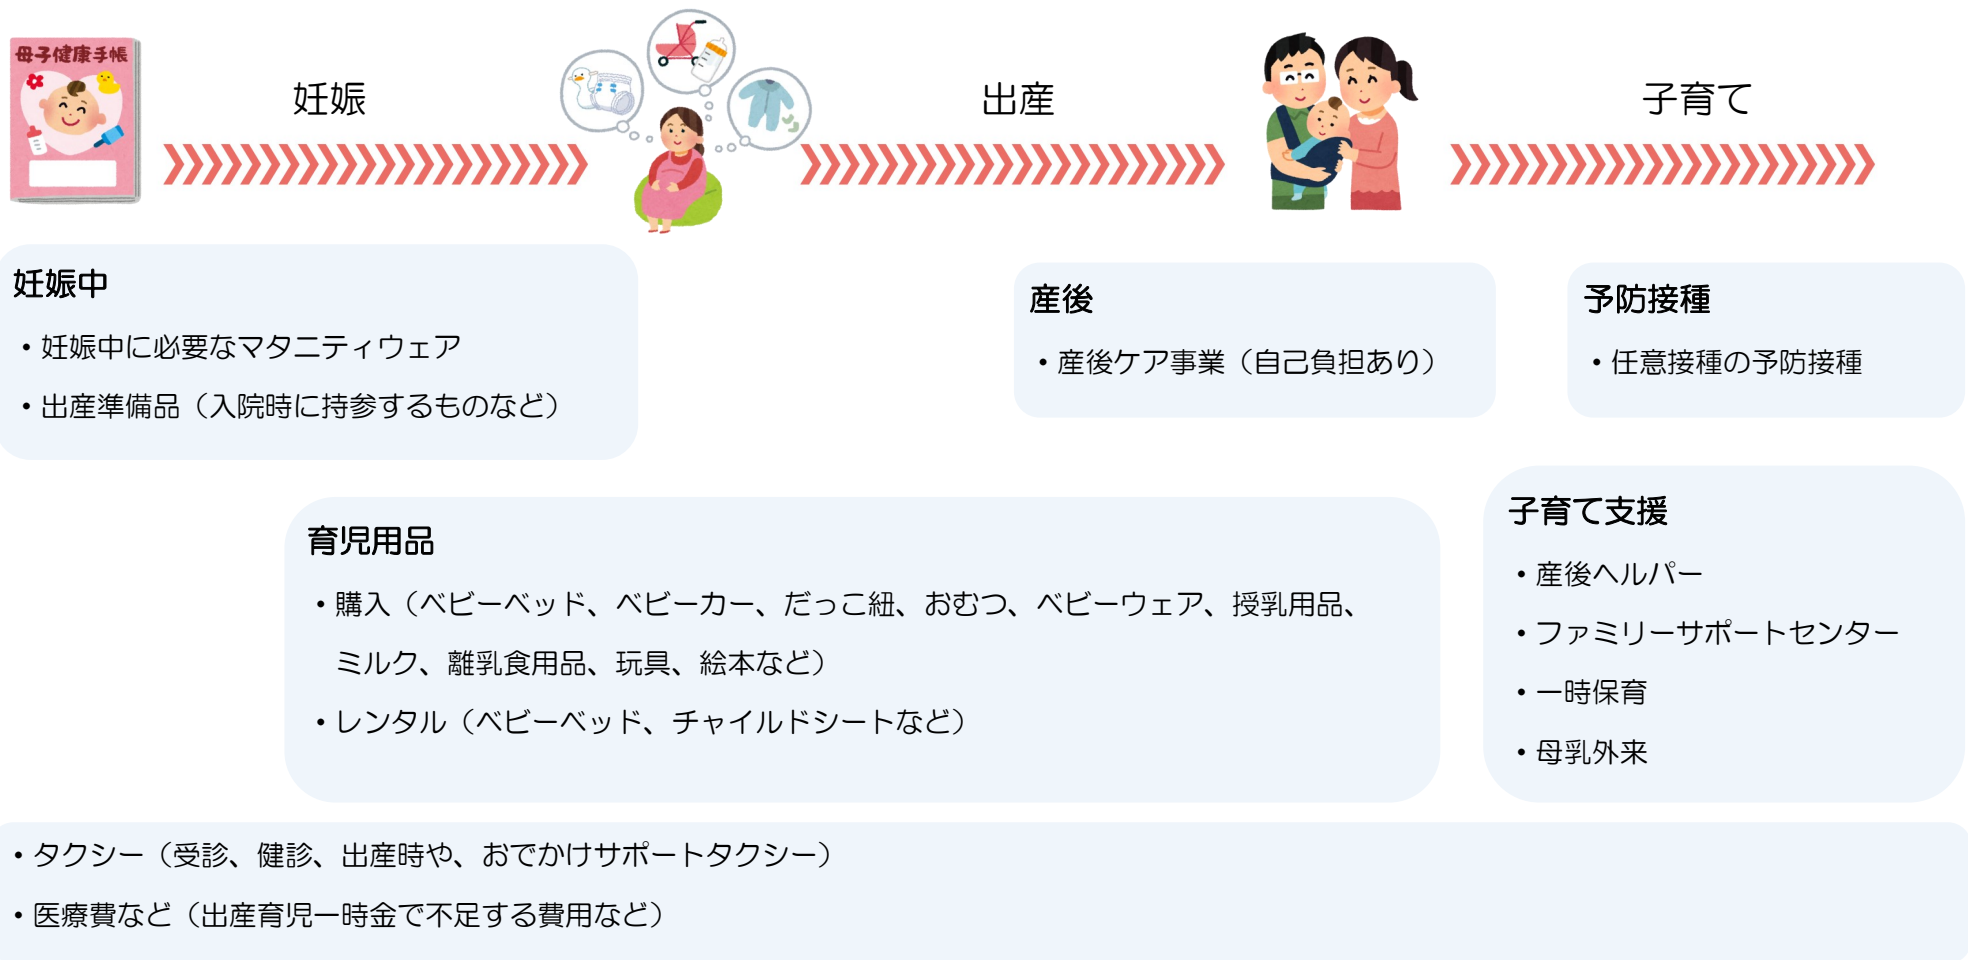 母子健康手帳
妊娠
出産
子育て
妊娠中
・妊娠中に必要なマタニティウェア
・出産準備品（入院時に持参するものなど）
産後
・産後ケア事業（自己負担あり）
予防接種
・任意接種の予防接種
育児用品
・購入（ベビーベッド、ベビーカー、だっこ紐、おむつ、ベビーウェア、授乳用品、
ミルク、離乳食用品、玩具、絵本など）
・レンタル（ベビーベッド、チャイルドシートなど）
子育て支援
・産後ヘルパー
・ファミリーサポートセンター
・一時保育
・母乳外来
・タクシー（受診、健診、出産時や、おでかけサポートタクシー）
・医療費など（出産育児一時金で不足する費用など）